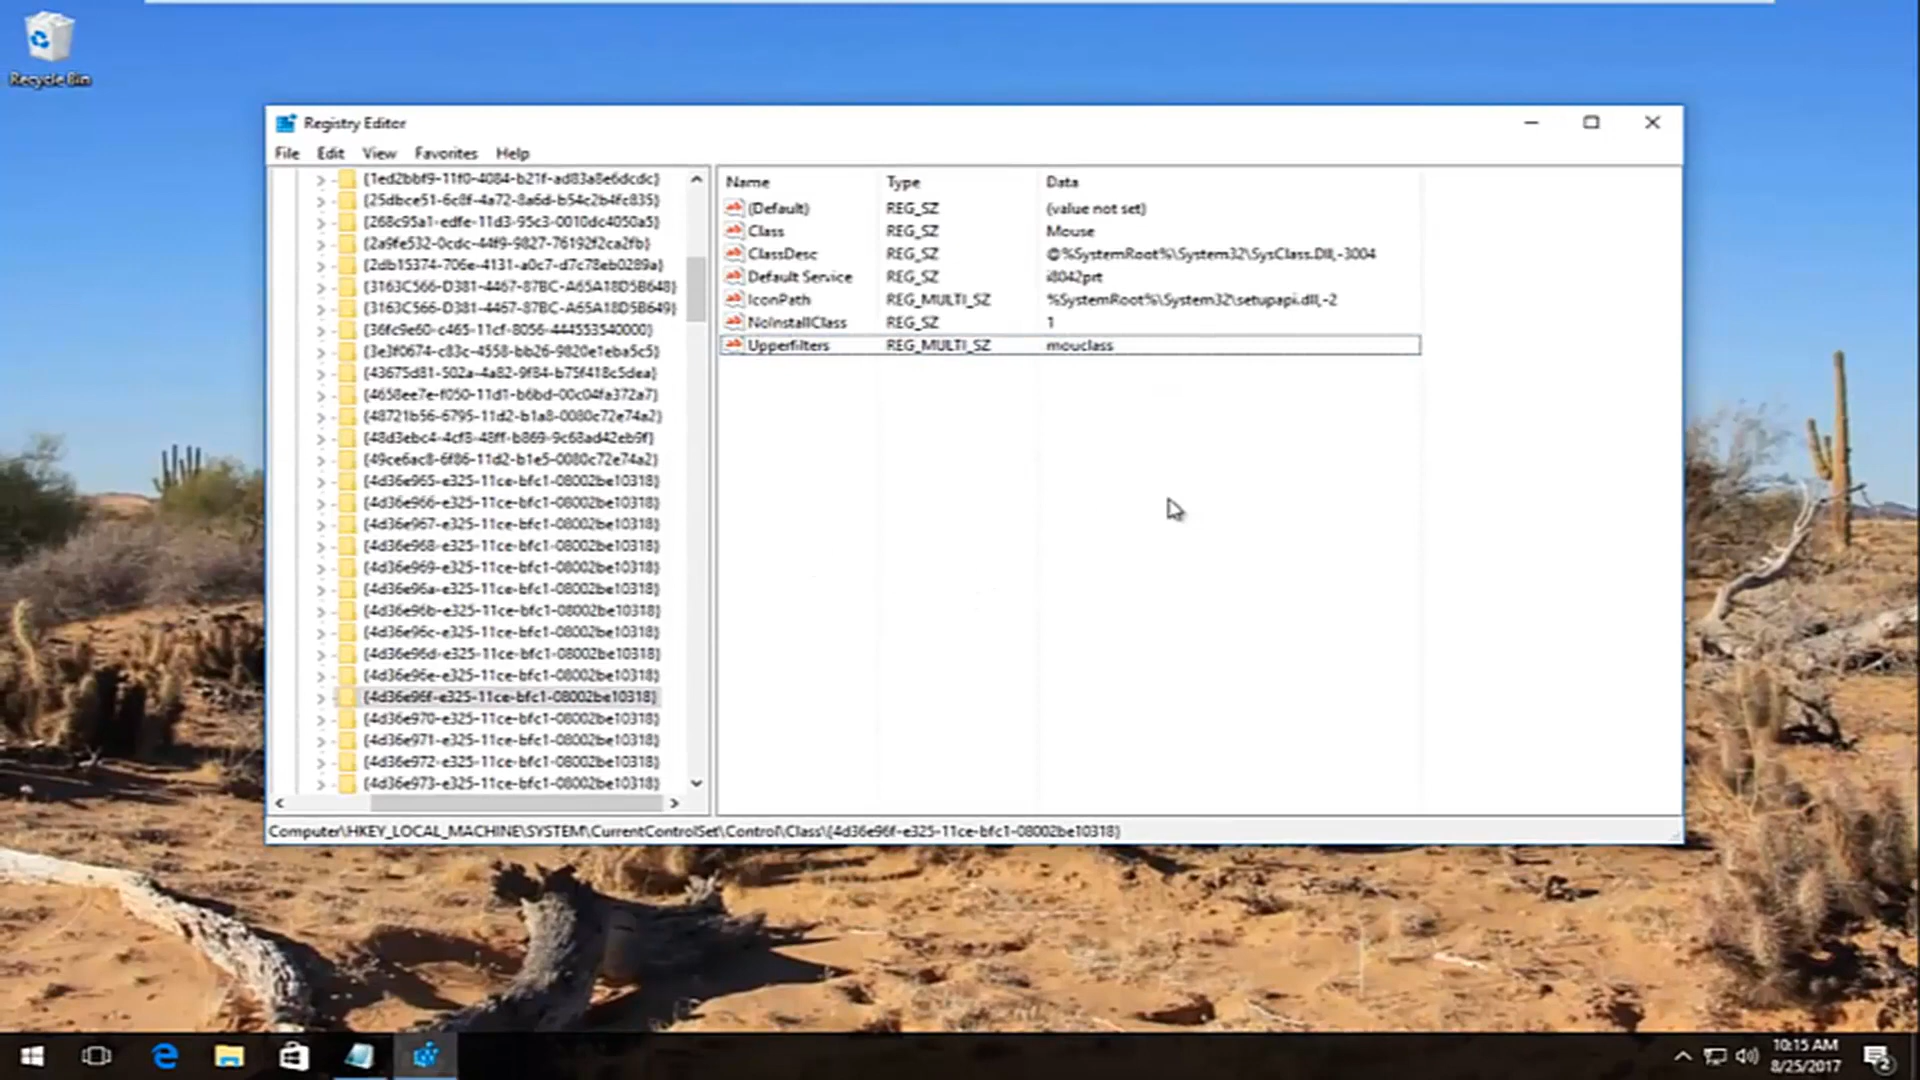 Recycle Bin
Registry Editor
File Edit View Favorites Help
{1ed2bbf9-11f0-4084-b21f-ad83a8e6dcdc}
{25dbce51-6c8f-4a72-8a6d-b54c2b4fc835}
{268c95a1-edfe-11d3-95c3-0010dc4050a5}
{2a9fe532-0cdc-44f9-9827-76192f2ca2fb}
{2db15374-706e-4131-a0c7-d7c78eb0289a}
{3163C566-D381-4467-87BC-A65A18D5B648}
{3163C566-D381-4467-87BC-A65A18D5B649}
{36fc9e60-c465-11cf-8056-444553540000}
{3e3f0674-c83c-4558-bb26-9820e1eba5c5}
{43675d81-502a-4a82-9f84-b75f418c5dea}
{4658ee7e-f050-11d1-b6bd-00c04fa372a7}
{48721b56-6795-11d2-b1a8-0080c72e74a2}
{48d3ebc4-4cf8-48ff-b869-9c68ad42eb9f}
{49ce6ac8-6f86-11d2-b1e5-0080c72e74a2}
{4d36e965-e325-11ce-bfc1-08002be10318}
{4d36e966-e325-11ce-bfc1-08002be10318}
{4d36e967-e325-11ce-bfc1-08002be10318}
{4d36e968-e325-11ce-bfc1-08002be10318}
{4d36e969-e325-11ce-bfc1-08002be10318}
{4d36e96a-e325-11ce-bfc1-08002be10318}
{4d36e96b-e325-11ce-bfc1-08002be10318}
{4d36e96c-e325-11ce-bfc1-08002be10318}
{4d36e96d-e325-11ce-bfc1-08002be10318}
{4d36e96e-e325-11ce-bfc1-08002be10318}
{4d36e96f-e325-11ce-bfc1-08002be10318}
{4d36e970-e325-11ce-bfc1-08002be10318}
{4d36e971-e325-11ce-bfc1-08002be10318}
{4d36e972-e325-11ce-bfc1-08002be10318}
{4d36e973-e325-11ce-bfc1-08002be10318}
Name Type Data
(Default) REG_SZ (value not set)
Class REG_SZ Mouse
ClassDesc REG_SZ @%SystemRoot%\System32\SysClass.Dll,-3004
Default Service REG_SZ i8042prt
IconPath REG_MULTI_SZ %SystemRoot%\System32\setupapi.dll,-2
NoInstallClass REG_SZ 1
Upperfilters REG_MULTI_SZ mouclass
Computer\HKEY_LOCAL_MACHINE\SYSTEM\CurrentControlSet\Control\Class\{4d36e96f-e325-11ce-bfc1-08002be10318}
10:15 AM
8/25/2017
2